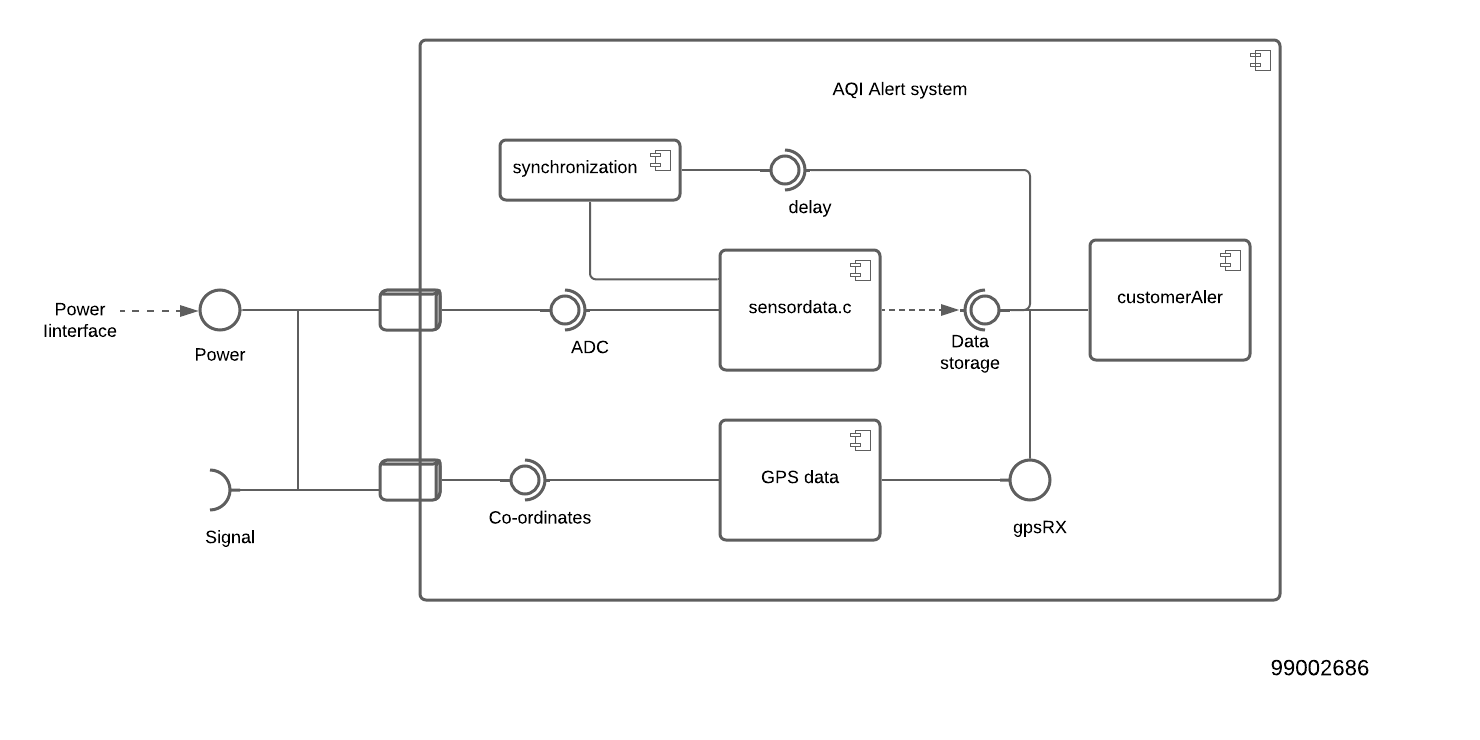 AQI Alert system
synchronization
delay
Power
Iinterface
Power
ADC
sensordata.c
Data
storage
customerAler
Signal
Co-ordinates
GPS data
gpsRX
99002686